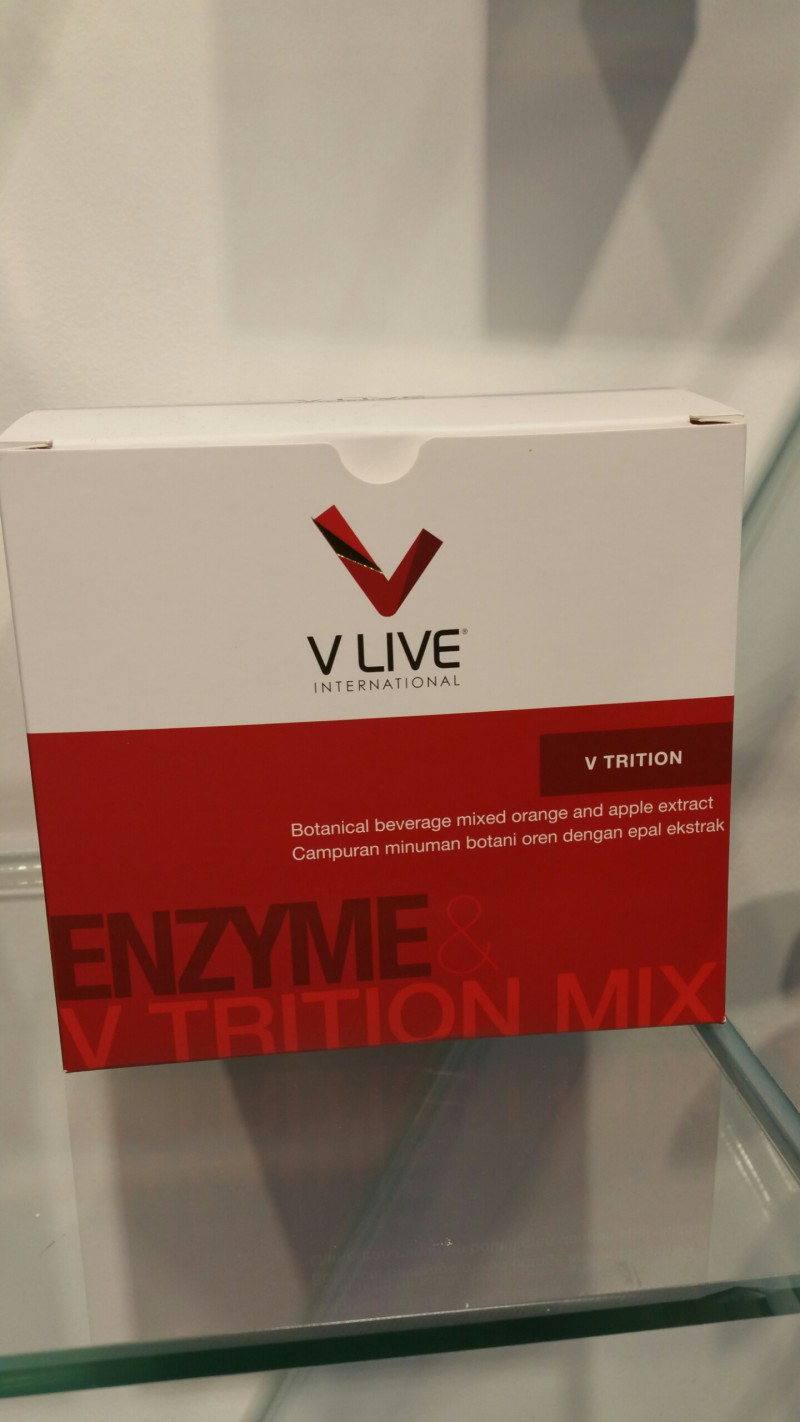 V LIVE®
INTERNATIONAL
V TRITION
Botanical beverage mixed orange and apple extract
Campuran minuman botani oren dengan epal ekstrak
ENZYME &
V TRITION MIX